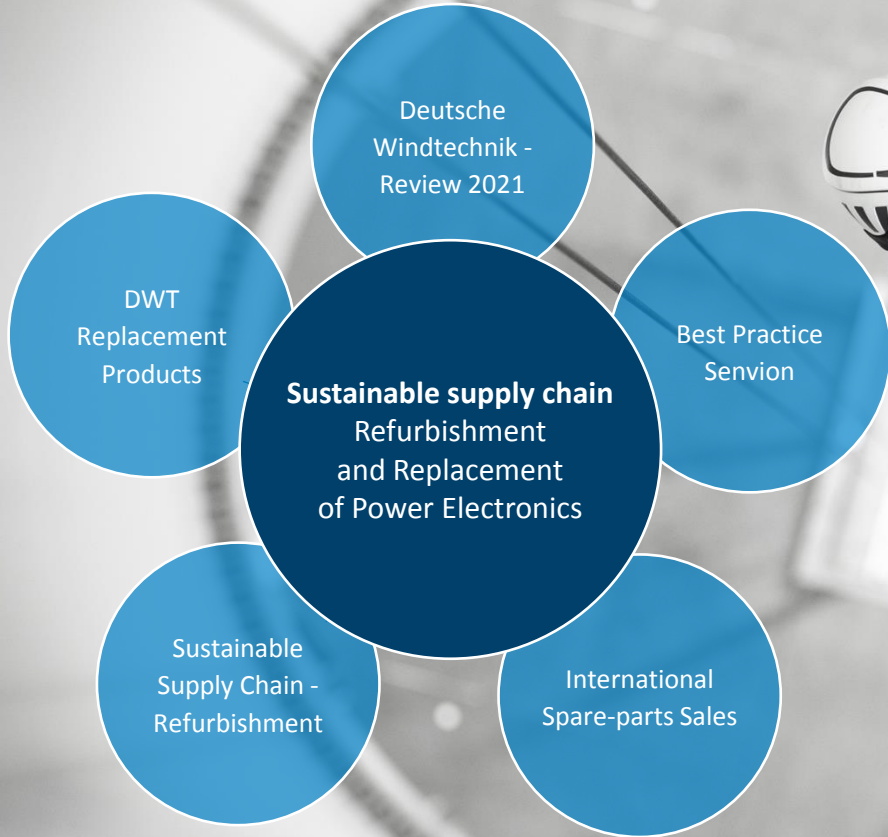 Deutsche
Windtechnik -
Review 2021
DWT
Replacement
Products
Best Practice
Senvion
Sustainable supply chain
Refurbishment
and Replacement
of Power Electronics
Sustainable
Supply Chain -
Refurbishment
International
Spare-parts Sales